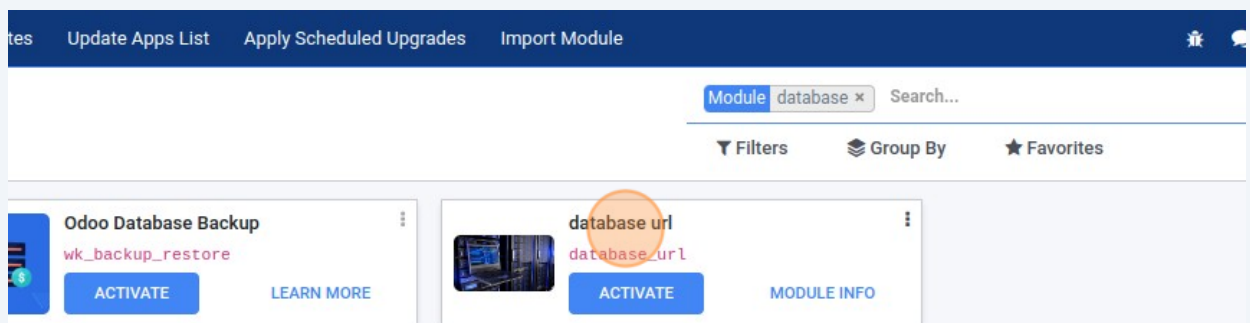 tes Update Apps List Apply Scheduled Upgrades Import Module
Module database × Search...
Filters Group By Favorites
Odoo Database Backup
wk_backup_restore
ACTIVATE LEARN MORE
database url
database_url
ACTIVATE MODULE INFO